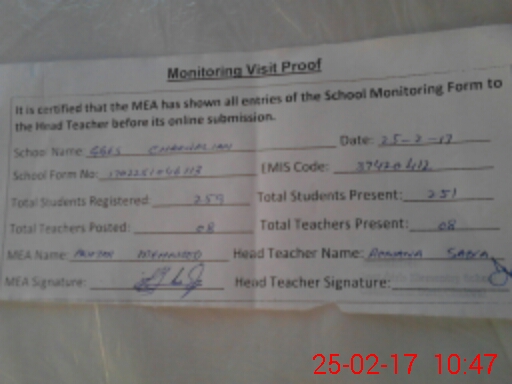 Monitoring Visit Proof
It is certified that the MEA has shown all entries of the School Monitoring Form to
the Head Teacher before its online submission.
School Name: GGES Date: 25-2-17
School Form No: EMIS Code: 37420412
Total Students Registered: 259 Total Students Present: 251
Total Teachers Posted: 08 Total Teachers Present: 08
MEA Name: Head Teacher Name:
MEA Signature: Head Teacher Signature:
25-02-17 10:47